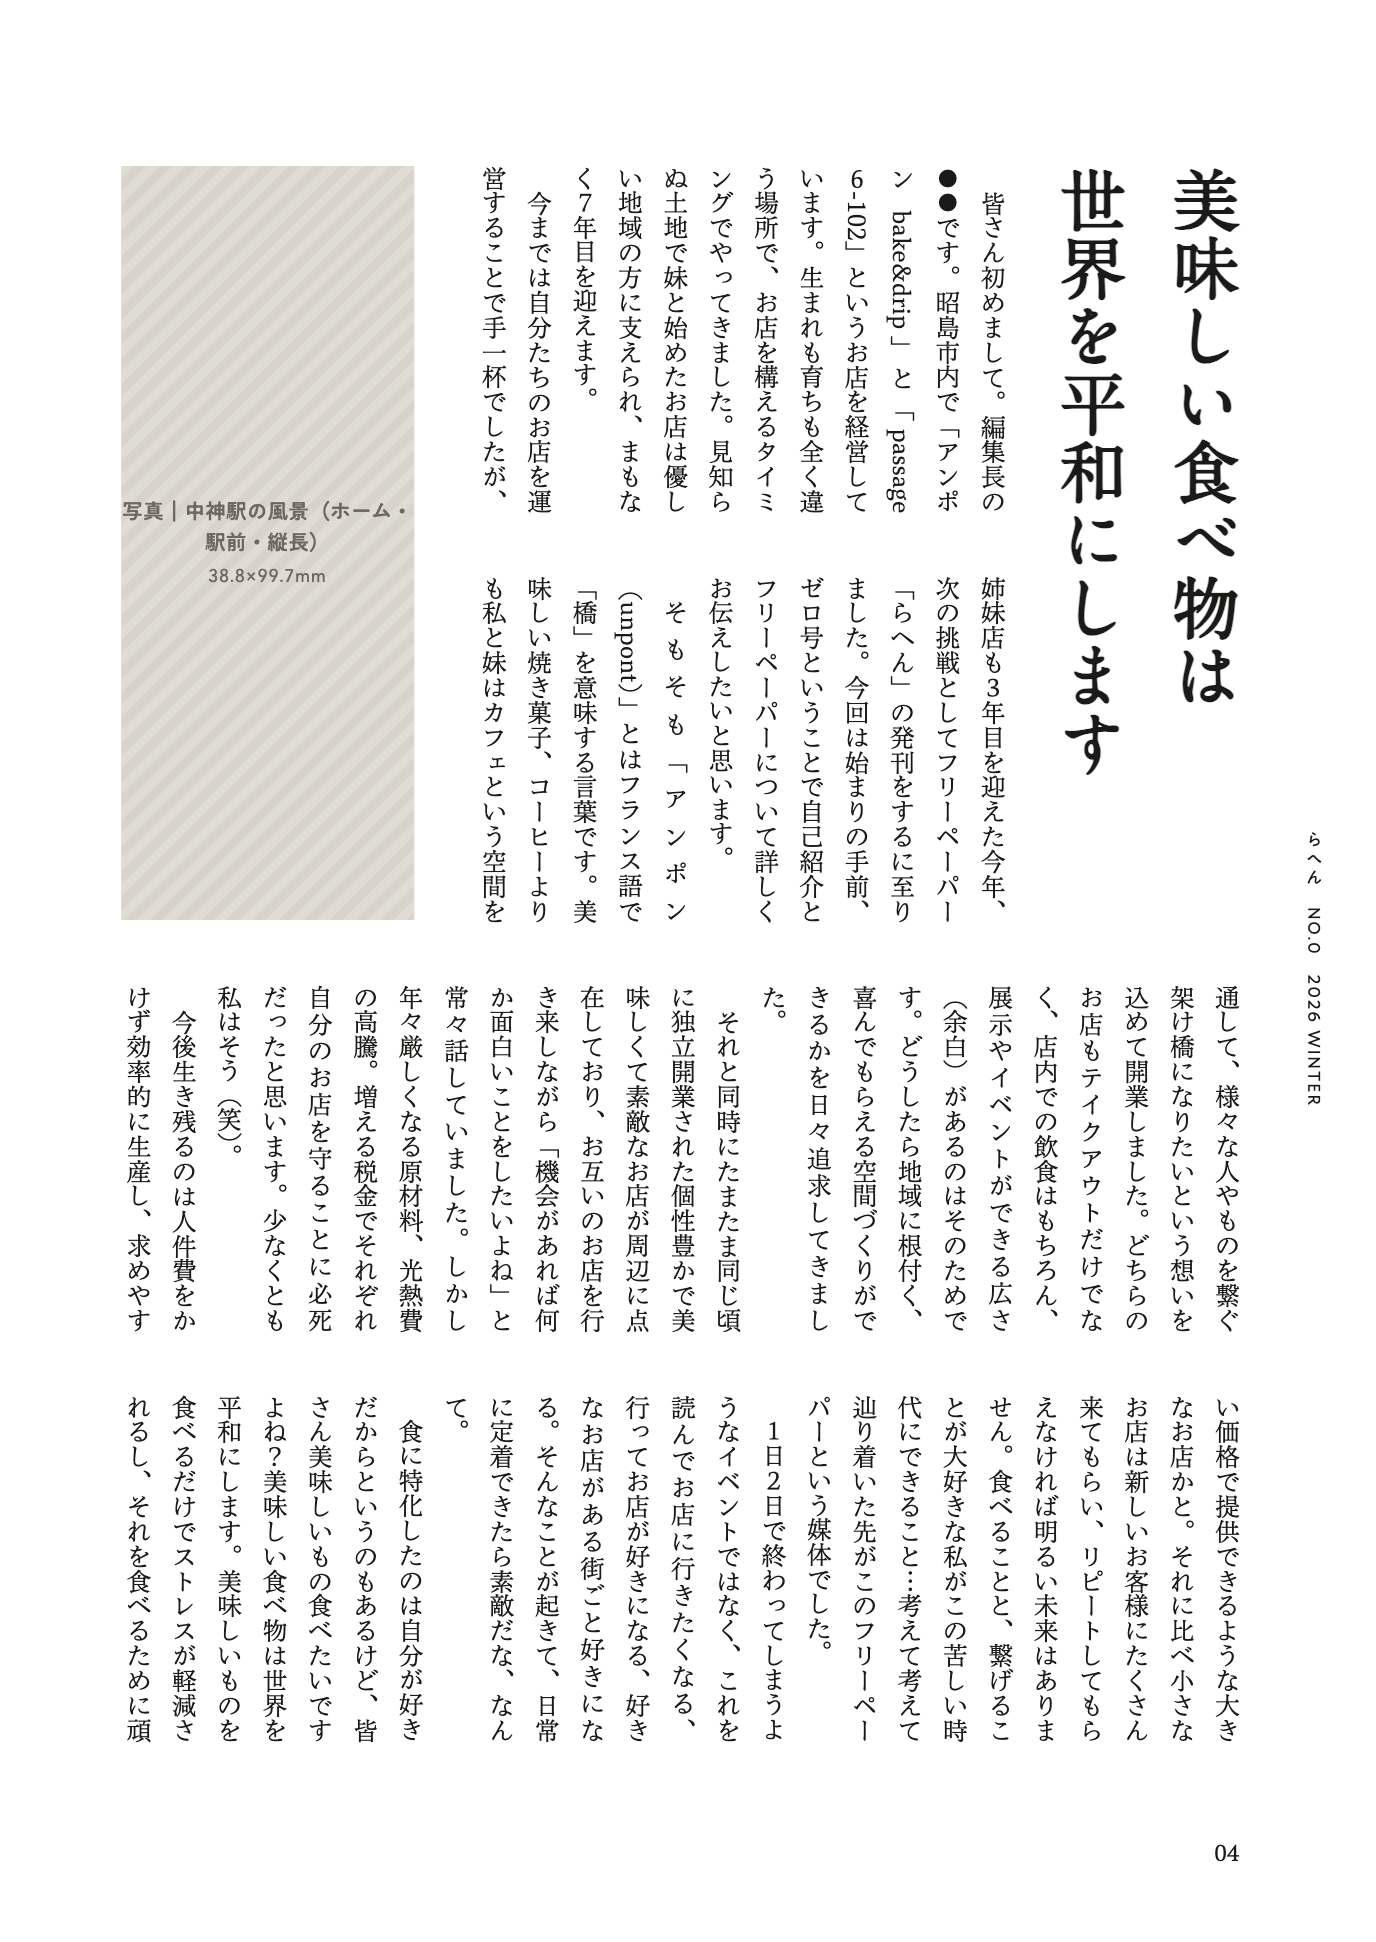 美味しい食べ物は
世界を平和にします
皆さん初めまして。編集長の
●●です。昭島市内で「アンポ
ン bake&drip」と「passage
6-102」というお店を経営して
います。生まれも育ちも全く違
う場所で、お店を構えるタイミ
ングでやってきました。見知ら
ぬ土地で妹と始めたお店は優し
い地域の方に支えられ、まもな
く7年目を迎えます。
今までは自分たちのお店を運
営することで手一杯でしたが、
姉妹店も3年目を迎えた今年、
次の挑戦としてフリーペーパー
「らへん」の発刊をするに至り
ました。今回は始まりの手前、
ゼロ号ということで自己紹介と
フリーペーパーについて詳しく
お伝えしたいと思います。
そもそも「アンポン
（unpont）」とはフランス語で
「橋」を意味する言葉です。美
味しい焼き菓子、コーヒーより
も私と妹はカフェという空間を
写真｜中神駅の風景（ホーム・
駅前・縦長）
38.8×99.7mm
通して、様々な人やものを繋ぐ
架け橋になりたいという想いを
込めて開業しました。どちらの
お店もテイクアウトだけでな
く、店内での飲食はもちろん、
展示やイベントができる広さ
（余白）があるのはそのためで
す。どうしたら地域に根付く、
喜んでもらえる空間づくりがで
きるかを日々追求してきまし
た。
それと同時にたまたま同じ頃
に独立開業された個性豊かで美
味しくて素敵なお店が周辺に点
在しており、お互いのお店を行
き来しながら「機会があれば何
か面白いことをしたいよね」と
常々話していました。しかし
年々厳しくなる原材料、光熱費
の高騰。増える税金でそれぞれ
自分のお店を守ることに必死
だったと思います。少なくとも
私はそう（笑）。
今後生き残るのは人件費をか
けず効率的に生産し、求めやす
い価格で提供できるような大き
なお店かと。それに比べ小さな
お店は新しいお客様にたくさん
来てもらい、リピートしてもら
えなければ明るい未来はありま
せん。食べることと、繋げるこ
とが大好きな私がこの苦しい時
代にできること…考えて考えて
辿り着いた先がこのフリーペー
パーという媒体でした。
1日2日で終わってしまうよ
うなイベントではなく、これを
読んでお店に行きたくなる、
行ってお店が好きになる、好き
なお店がある街ごと好きにな
る。そんなことが起きて、日常
に定着できたら素敵だな、なん
て。
食に特化したのは自分が好き
だからというのもあるけど、皆
さん美味しいもの食べたいです
よね？美味しい食べ物は世界を
平和にします。美味しいものを
食べるだけでストレスが軽減さ
れるし、それを食べるために頑
らへん NO.0 2026 WINTER
04